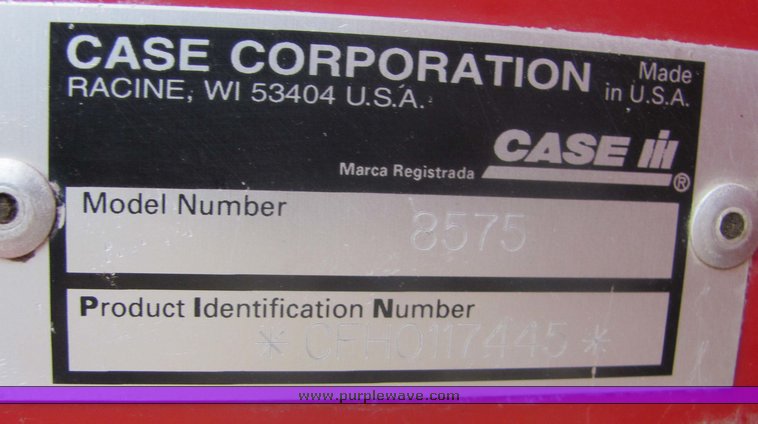 CASE CORPORATION
RACINE, WI 53404 U.S.A.
Made
in U.S.A.
Marca Registrada CASE IH ®
Model Number
8575
Product Identification Number
* CFH0117445 *
www.purplewave.com